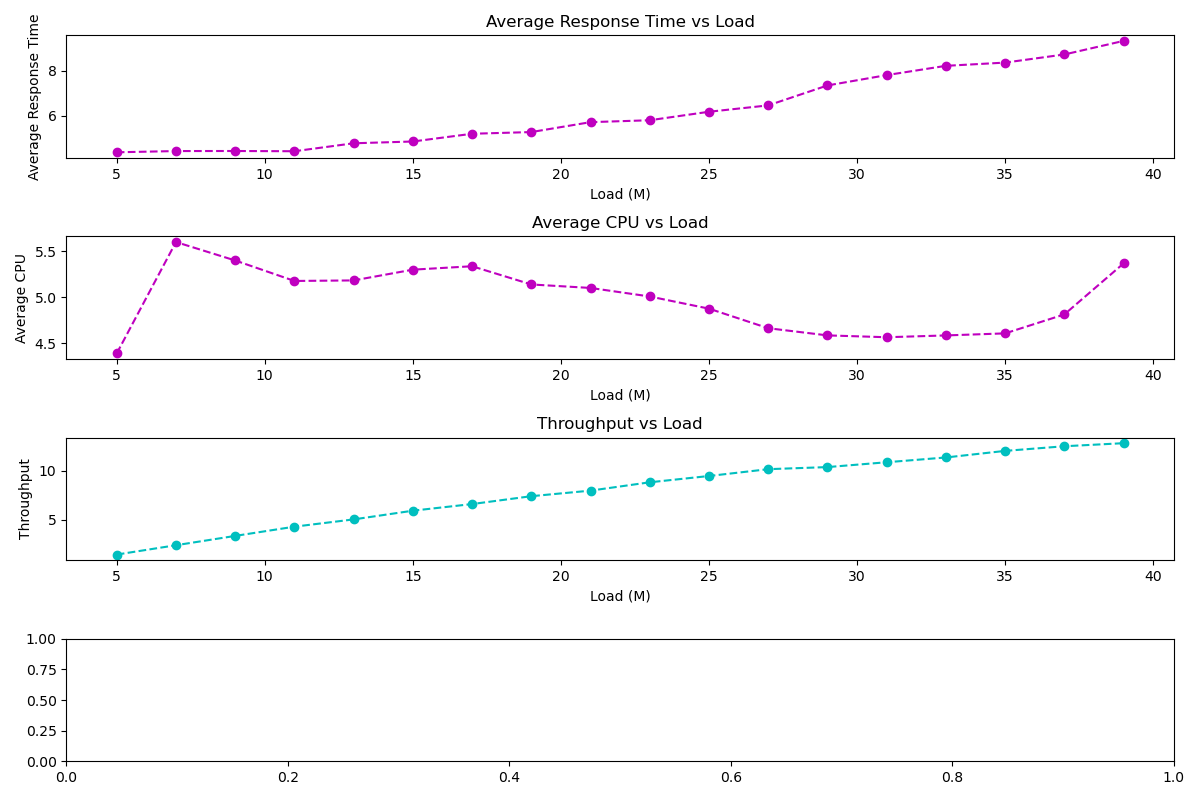 Average Response Time vs Load
Average Response Time
8
6
5 10 15 20 25 30 35 40
Load (M)
Average CPU vs Load
Average CPU
5.5
5.0
4.5
5 10 15 20 25 30 35 40
Load (M)
Throughput vs Load
Throughput
10
5
5 10 15 20 25 30 35 40
Load (M)
1.00
0.75
0.50
0.25
0.00
0.0 0.2 0.4 0.6 0.8 1.0